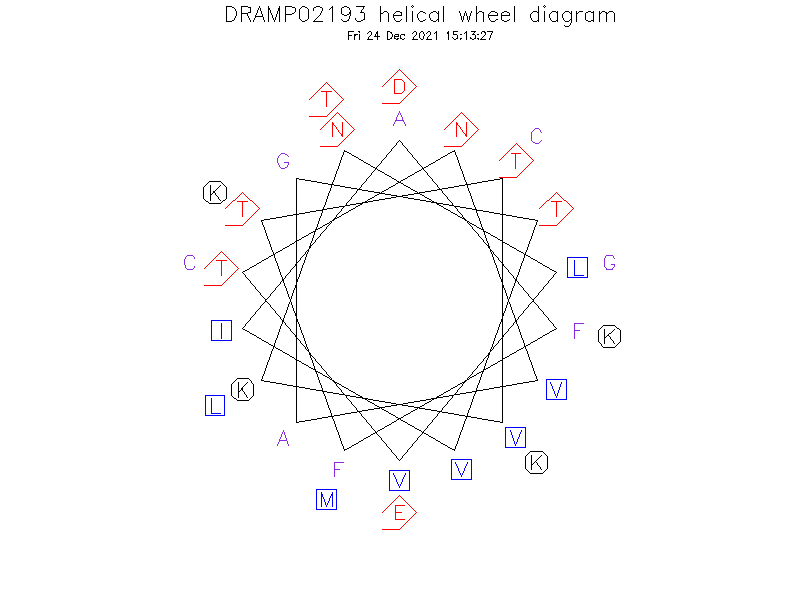 DRAMP02193 helical wheel diagram
Fri 24 Dec 2021 15:13:27
D
T
A
N
N
C
G
T
K
T
T
C
T
L
G
I
F
K
K
V
L
A
V
F
K
V
V
M
E